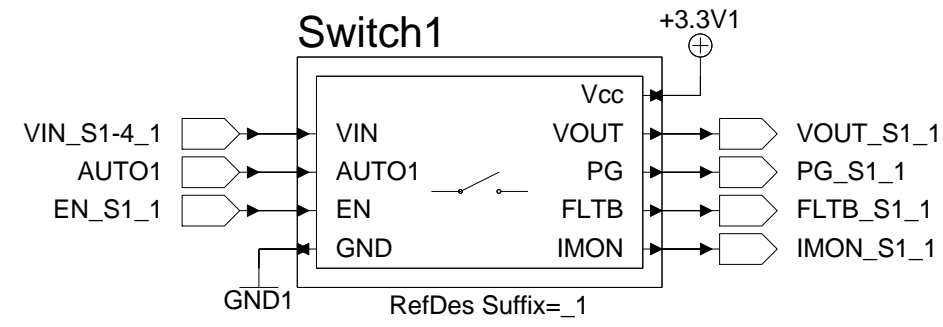 +3.3V1
Switch1
Vcc
VIN_S1-4_1 VIN VOUT VOUT_S1_1
AUTO1 AUTO1 PG PG_S1_1
EN_S1_1 EN FLTB FLTB_S1_1
GND IMON IMON_S1_1
GND1
RefDes Suffix=_1